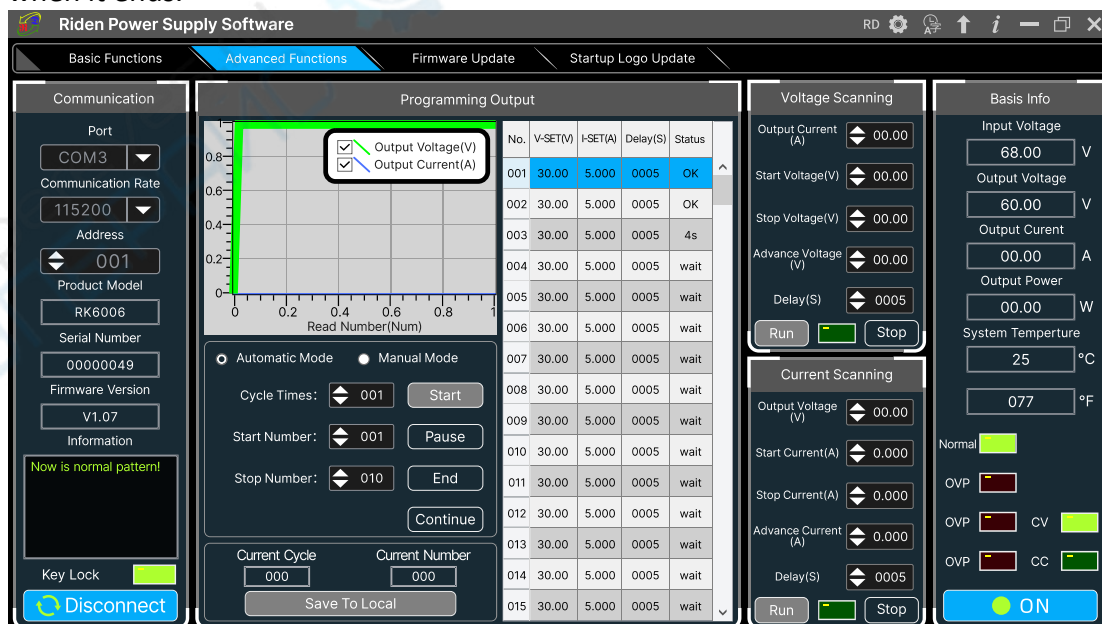 when it ends.
Riden Power Supply Software
RD
Basic Functions
Advanced Functions
Firmware Update
Startup Logo Update
Communication
Port
COM3
Communication Rate
115200
Address
001
Product Model
RK6006
Serial Number
00000049
Firmware Version
V1.07
Information
Now is normal pattern!
Key Lock
Disconnect
Programming Output
Output Voltage(V)
Output Current(A)
1
0.8
0.6
0.4
0.2
0
0 0.2 0.4 0.6 0.8 1
Read Number(Num)
Automatic Mode Manual Mode
Cycle Times: 001 Start
Start Number: 001 Pause
Stop Number: 010 End
Continue
Current Cycle Current Number
000 000
Save To Local
No. V-SET(V) I-SET(A) Delay(S) Status
001 30.00 5.000 0005 OK
002 30.00 5.000 0005 OK
003 30.00 5.000 0005 4s
004 30.00 5.000 0005 wait
005 30.00 5.000 0005 wait
006 30.00 5.000 0005 wait
007 30.00 5.000 0005 wait
008 30.00 5.000 0005 wait
009 30.00 5.000 0005 wait
010 30.00 5.000 0005 wait
011 30.00 5.000 0005 wait
012 30.00 5.000 0005 wait
013 30.00 5.000 0005 wait
014 30.00 5.000 0005 wait
015 30.00 5.000 0005 wait
Voltage Scanning
Output Current (A) 00.00
Start Voltage(V) 00.00
Stop Voltage(V) 00.00
Advance Voltage (V) 00.00
Delay(S) 0005
Run Stop
Current Scanning
Output Voltage (V) 00.00
Start Current(A) 0.000
Stop Current(A) 0.000
Advance Current (A) 0.000
Delay(S) 0005
Run Stop
Basis Info
Input Voltage
68.00 V
Output Voltage
60.00 V
Output Curent
00.00 A
Output Power
00.00 W
System Temperture
25 °C
077 °F
Normal
OVP
OVP CV
OVP CC
ON